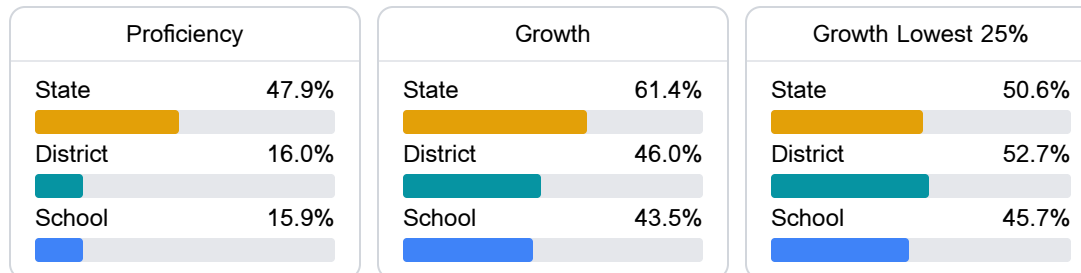 Proficiency
State 47.9%
District 16.0%
School 15.9%
Growth
State 61.4%
District 46.0%
School 43.5%
Growth Lowest 25%
State 50.6%
District 52.7%
School 45.7%